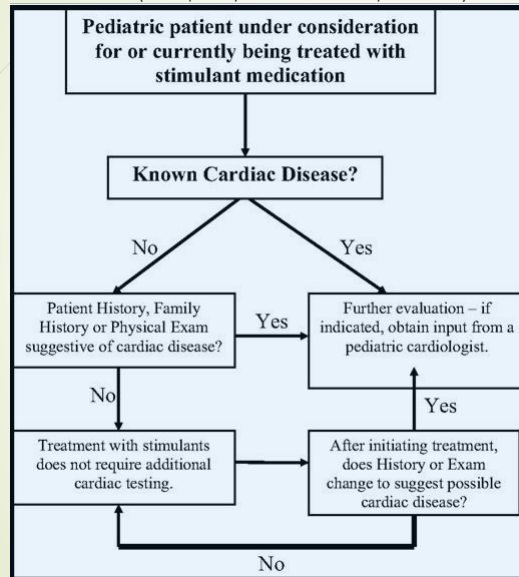 Pediatric patient under consideration
for or currently being treated with
stimulant medication
Known Cardiac Disease?
No
Yes
Patient History, Family
History or Physical Exam
suggestive of cardiac disease?
Yes
Further evaluation – if
indicated, obtain input from a
pediatric cardiologist.
No
Yes
Treatment with stimulants
does not require additional
cardiac testing.
After initiating treatment,
does History or Exam
change to suggest possible
cardiac disease?
No